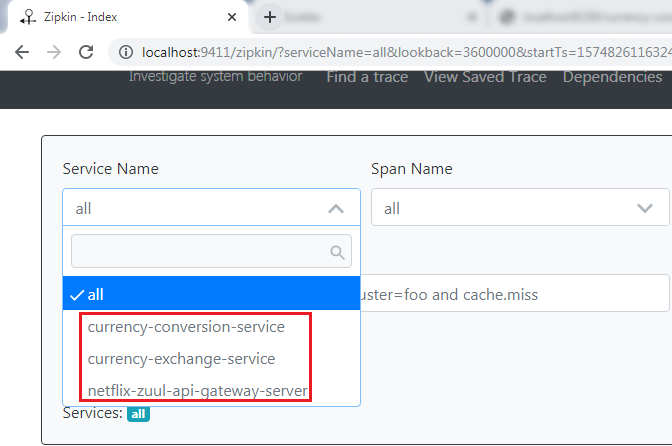 Zipkin - Index
Eureka
localhost:9411/zipkin/?serviceName=all&lookback=3600000&startTs=1574826116324
Investigate system behavior Find a trace View Saved Trace Dependencies
Service Name Span Name
all all
all
uster=foo and cache.miss
currency-conversion-service
currency-exchange-service
netflix-zuul-api-gateway-server
Services: all